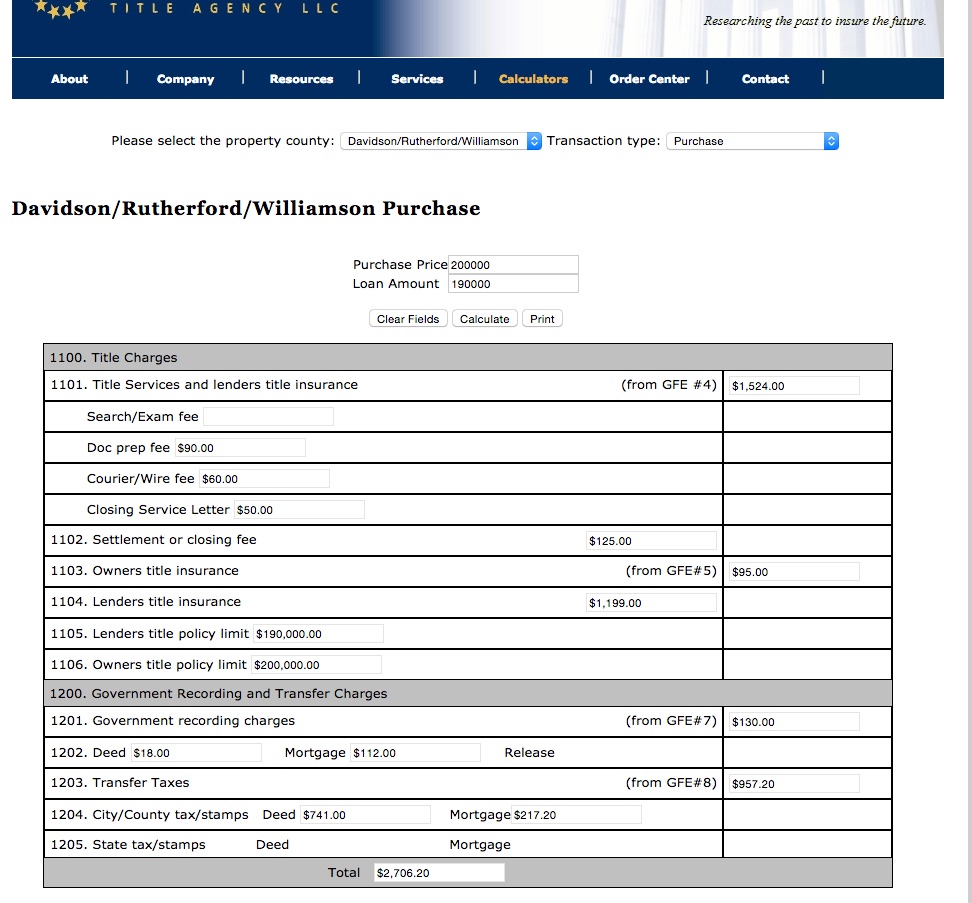 TITLE AGENCY LLC
Researching the past to insure the future.
About | Company | Resources | Services | Calculators | Order Center | Contact |
Please select the property county: Davidson/Rutherford/Williamson Transaction type: Purchase
Davidson/Rutherford/Williamson Purchase
Purchase Price 200000
Loan Amount 190000
Clear Fields Calculate Print
1100. Title Charges
1101. Title Services and lenders title insurance (from GFE #4) $1,524.00
Search/Exam fee
Doc prep fee $90.00
Courier/Wire fee $60.00
Closing Service Letter $50.00
1102. Settlement or closing fee $125.00
1103. Owners title insurance (from GFE#5) $95.00
1104. Lenders title insurance $1,199.00
1105. Lenders title policy limit $190,000.00
1106. Owners title policy limit $200,000.00
1200. Government Recording and Transfer Charges
1201. Government recording charges (from GFE#7) $130.00
1202. Deed $18.00 Mortgage $112.00 Release
1203. Transfer Taxes (from GFE#8) $957.20
1204. City/County tax/stamps Deed $741.00 Mortgage $217.20
1205. State tax/stamps Deed Mortgage
Total $2,706.20